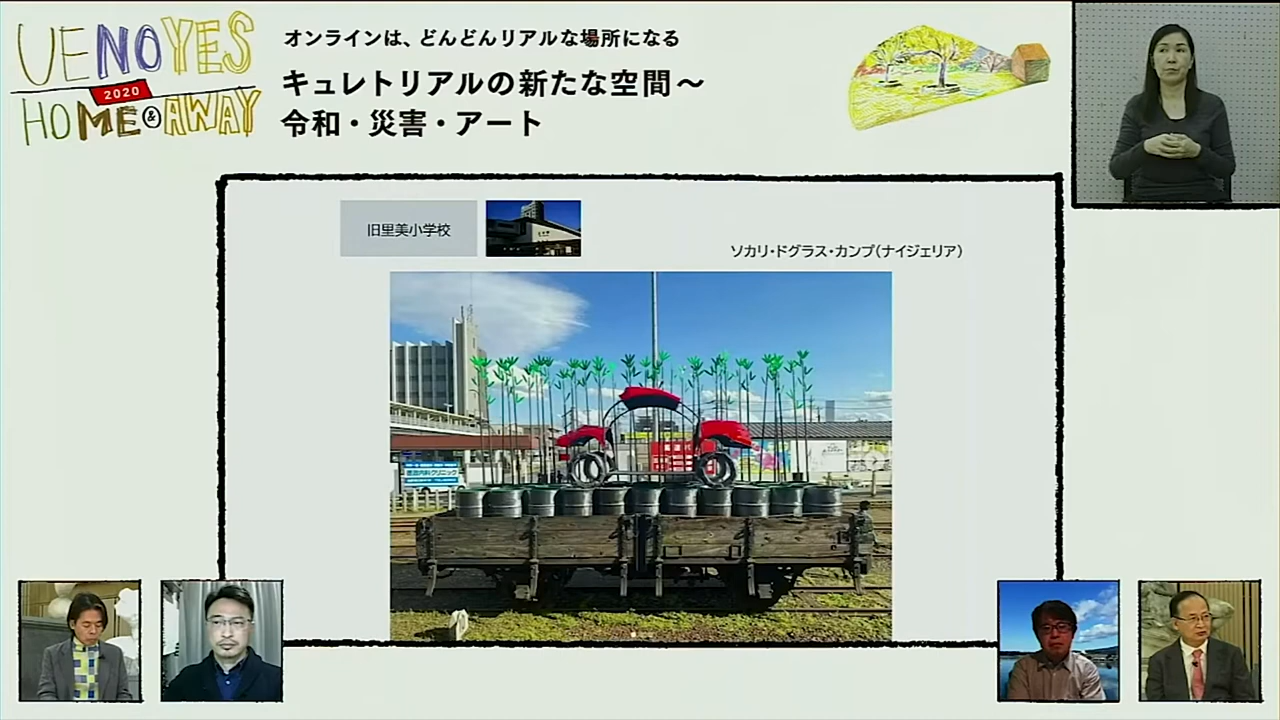 UENOYES
2020
HOME&AWAY
オンラインは、どんどんリアルな場所になる
キュレトリアルの新たな空間〜
令和・災害・アート
旧里美小学校
ソカリ・ドグラス・カンプ(ナイジェリア)